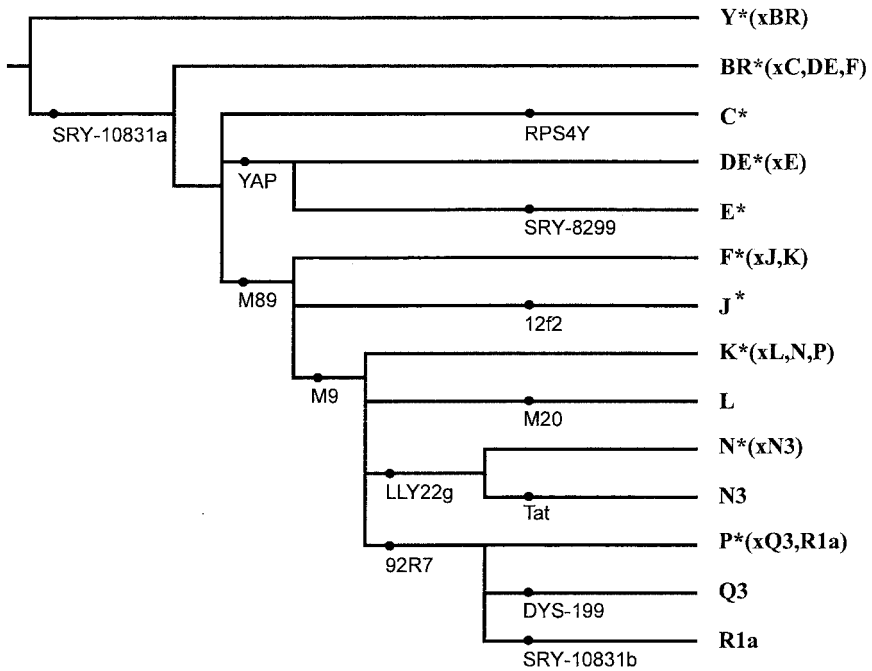 Y*(xBR)
BR*(xC,DE,F)
SRY-10831a
C*
RPS4Y
DE*(xE)
YAP
E*
SRY-8299
F*(xJ,K)
M89
J*
12f2
K*(xL,N,P)
M9
L
M20
N*(xN3)
LLY22g
N3
Tat
P*(xQ3,R1a)
92R7
Q3
DYS-199
R1a
SRY-10831b